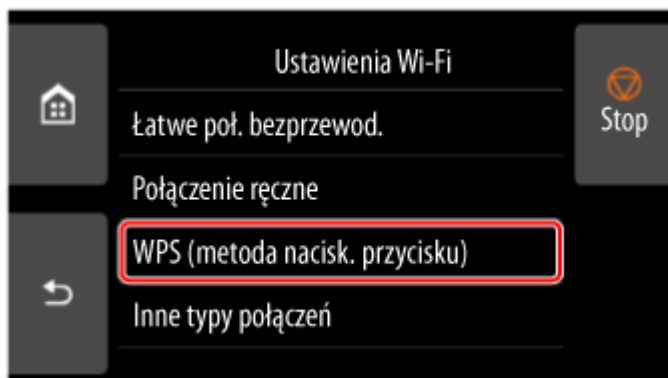 Ustawienia Wi-Fi
Łatwe poł. bezprzewod.
Stop
Połączenie ręczne
WPS (metoda nacisk. przycisku)
Inne typy połączeń